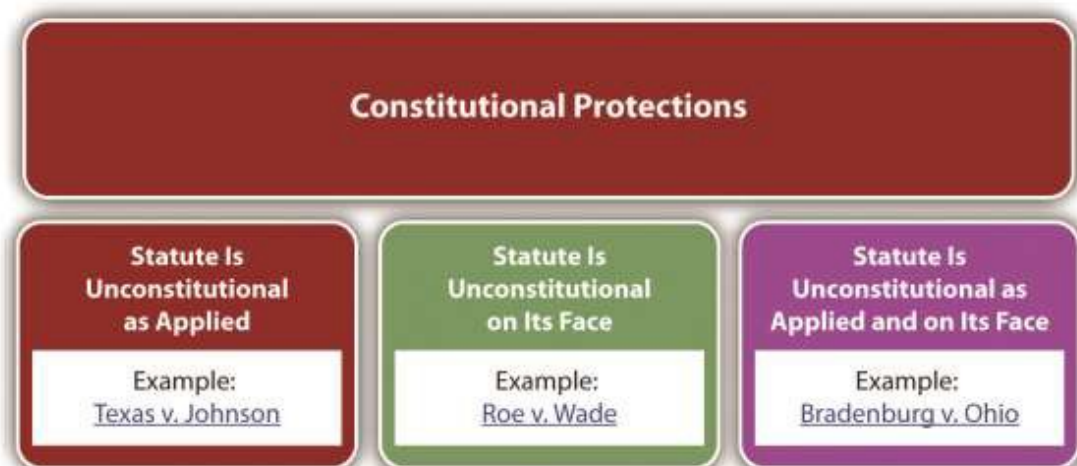 Constitutional Protections
Statute Is
Unconstitutional
as Applied
Example:
Texas v. Johnson
Statute Is
Unconstitutional
on Its Face
Example:
Roe v. Wade
Statute Is
Unconstitutional as
Applied and on Its Face
Example:
Bradenburg v. Ohio